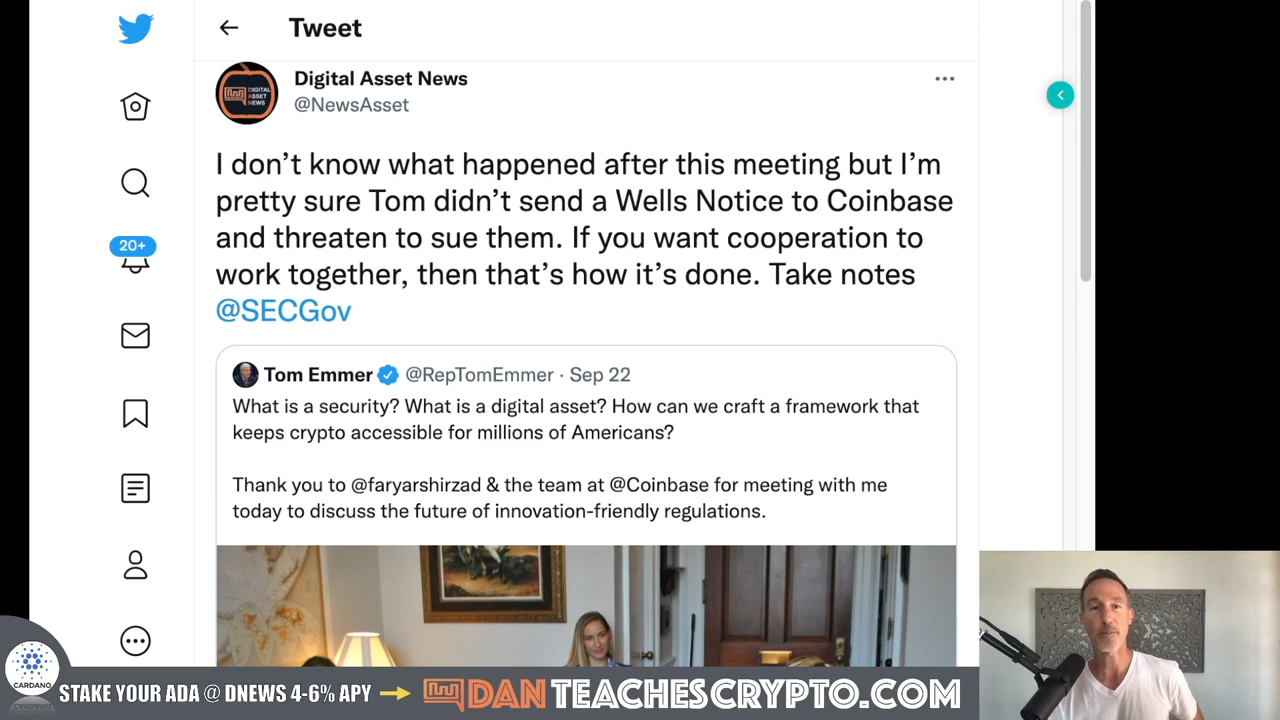 Tweet
Digital Asset News
@NewsAsset
DIGITAL
ASSET
NEWS
I don’t know what happened after this meeting but I’m
pretty sure Tom didn’t send a Wells Notice to Coinbase
and threaten to sue them. If you want cooperation to
work together, then that’s how it’s done. Take notes
@SECGov
20+
Tom Emmer @RepTomEmmer · Sep 22
What is a security? What is a digital asset? How can we craft a framework that
keeps crypto accessible for millions of Americans?
Thank you to @faryarshirzad & the team at @Coinbase for meeting with me
today to discuss the future of innovation-friendly regulations.
CARDANO
STAKE YOUR ADA @ DNEWS 4-6% APY
DANTEACHESCRYPTO.COM